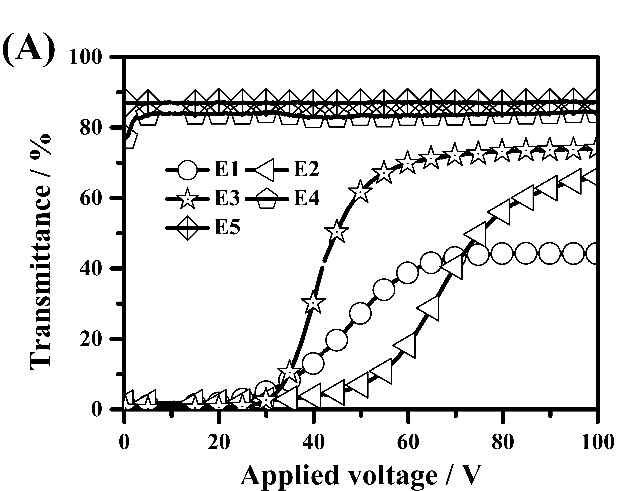 (A)
100
80
60
40
20
0
Transmittance / %
E1 E2
E3 E4
E5
0 20 40 60 80 100
Applied voltage / V